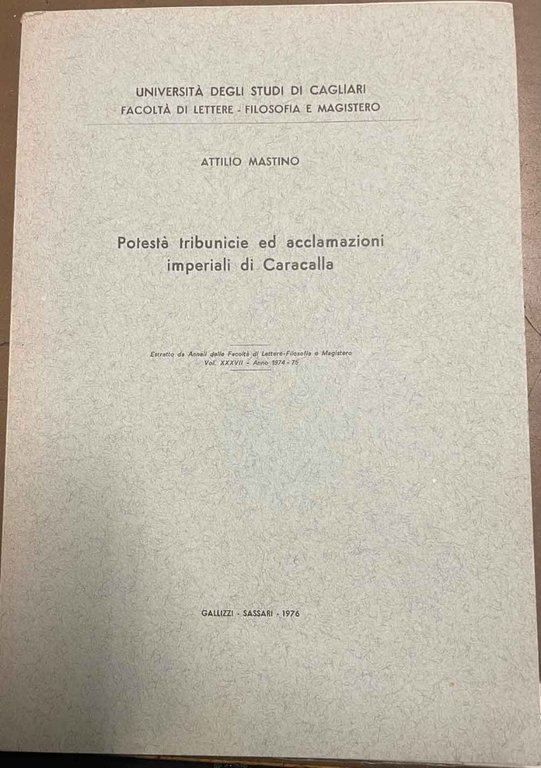 UNIVERSITÀ DEGLI STUDI DI CAGLIARI
FACOLTÀ DI LETTERE - FILOSOFIA E MAGISTERO
ATTILIO MASTINO
Potestà tribunicie ed acclamazioni
imperiali di Caracalla
Estratto da Annali della Facoltà di Lettere-Filosofia e Magistero
Vol. XXXVII - Anno 1974-75
GALLIZZI - SASSARI - 1976